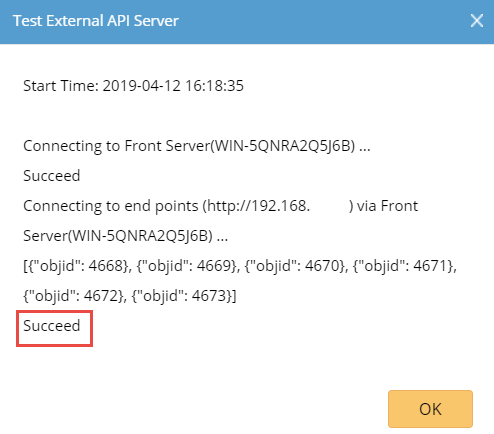 Test External API Server
Start Time: 2019-04-12 16:18:35
Connecting to Front Server(WIN-5QNRA2Q5J6B) ...
Succeed
Connecting to end points (http://192.168. ) via Front
Server(WIN-5QNRA2Q5J6B) ...
[{"objid": 4668}, {"objid": 4669}, {"objid": 4670}, {"objid": 4671},
{"objid": 4672}, {"objid": 4673}]
Succeed
OK